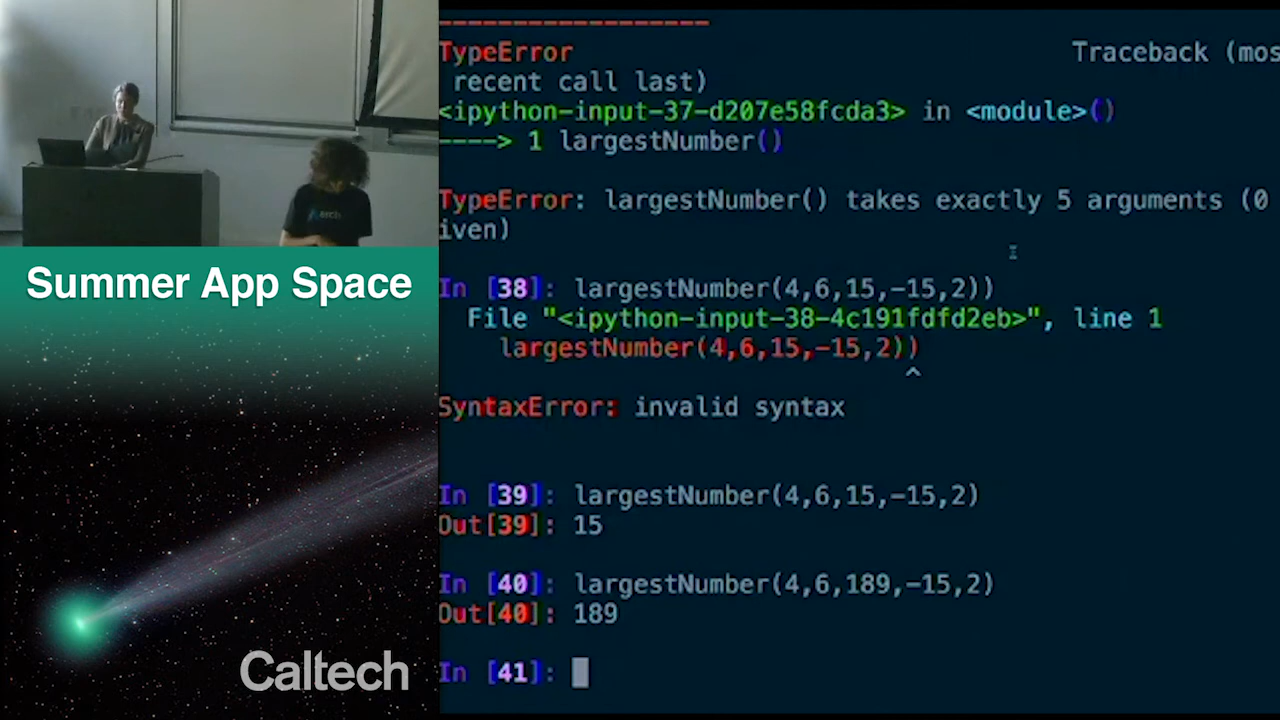 Summer App Space
Caltech
TypeError Traceback (mos
recent call last)
<ipython-input-37-d207e58fcda3> in <module>()
----> 1 largestNumber()
TypeError: largestNumber() takes exactly 5 arguments (0
iven)
In [38]: largestNumber(4,6,15,-15,2))
File "<ipython-input-38-4c191fdfd2eb>", line 1
largestNumber(4,6,15,-15,2))
^
SyntaxError: invalid syntax
In [39]: largestNumber(4,6,15,-15,2)
Out[39]: 15
In [40]: largestNumber(4,6,189,-15,2)
Out[40]: 189
In [41]: